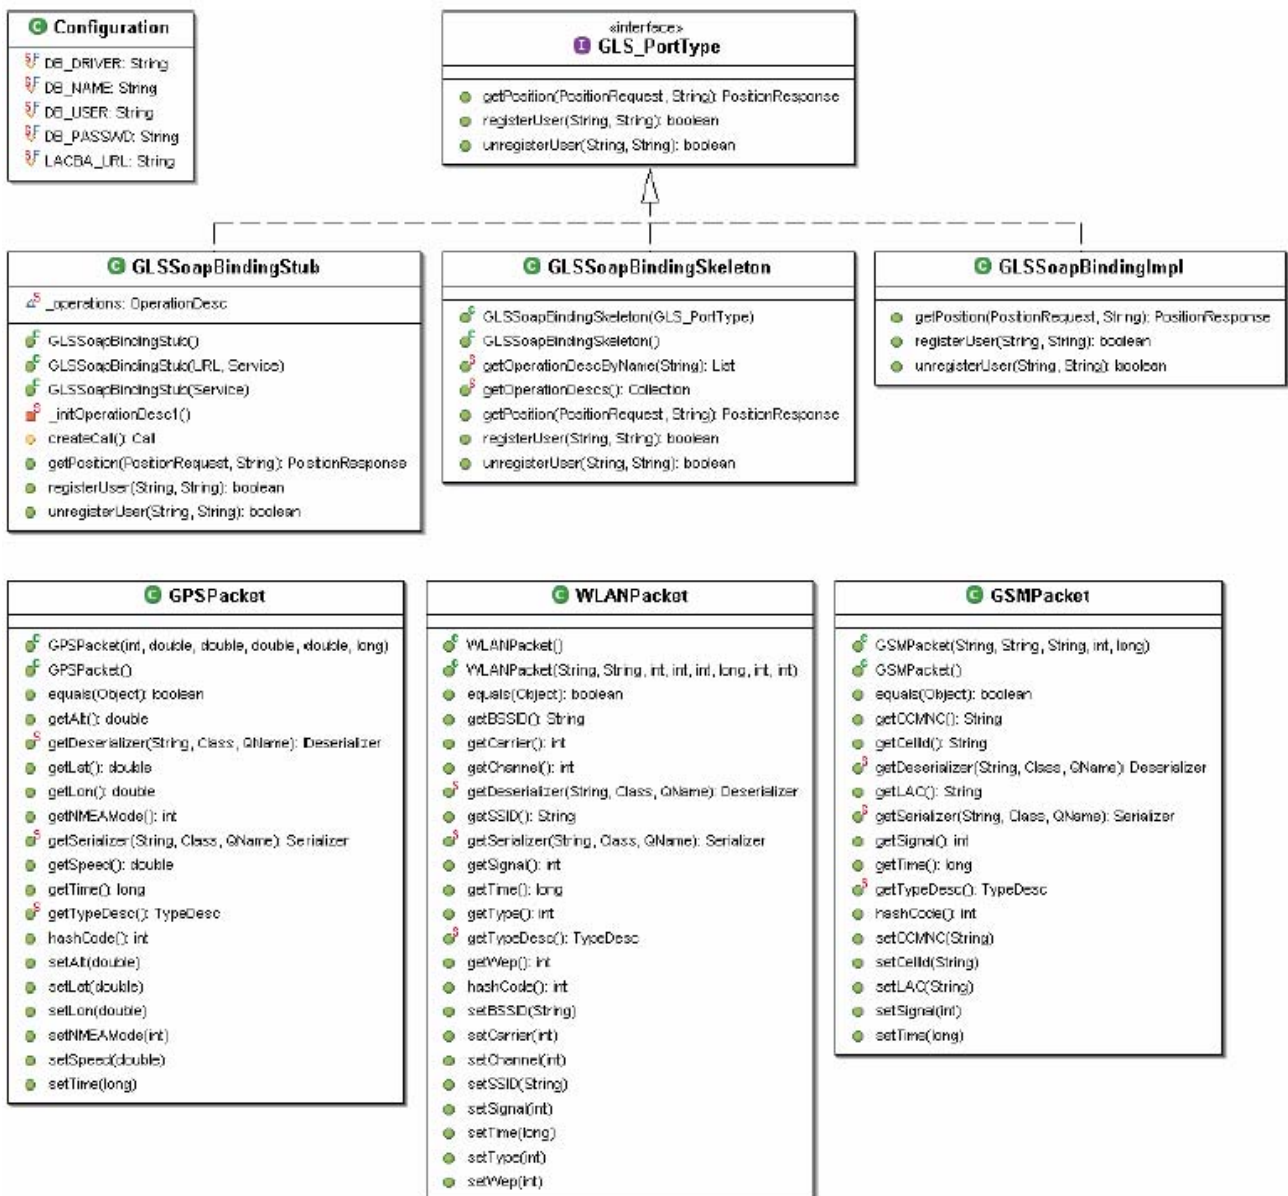 Configuration
DB_DRIVER: String
DB_NAME: String
DB_USER: String
DB_PASSWD: String
LACBA_URL: String
«interface»
GLS_PortType
getPosition(PositionRequest, String): PositionResponse
registerUser(String, String): boolean
unregisterUser(String, String): boolean
GLSSoapBindingStub
_operations: OperationDesc
GLSSoapBindingStub()
GLSSoapBindingStub(URL, Service)
GLSSoapBindingStub(Service)
_initOperationDesc1()
createCall(): Call
getPosition(PositionRequest, String): PositionResponse
registerUser(String, String): boolean
unregisterUser(String, String): boolean
GLSSoapBindingSkeleton
GLSSoapBindingSkeleton(GLS_PortType)
GLSSoapBindingSkeleton()
getOperationDescByName(String): List
getOperationDescs(): Collection
getPosition(PositionRequest, String): PositionResponse
registerUser(String, String): boolean
unregisterUser(String, String): boolean
GLSSoapBindingImpl
getPosition(PositionRequest, String): PositionResponse
registerUser(String, String): boolean
unregisterUser(String, String): boolean
GPSPacket
GPSPacket(int, double, double, double, double, long)
GPSPacket()
equals(Object): boolean
getAlt(): double
getDeserializer(String, Class, QName): Deserializer
getLat(): double
getLon(): double
getNMEAMode(): int
getSerializer(String, Class, QName): Serializer
getSpeed(): double
getTime(): long
getTypeDesc(): TypeDesc
hashCode(): int
setAlt(double)
setLat(double)
setLon(double)
setNMEAMode(int)
setSpeed(double)
setTime(long)
WLANPacket
WLANPacket()
WLANPacket(String, String, int, int, int, long, int, int)
equals(Object): boolean
getBSSID(): String
getCarrier(): int
getChannel(): int
getDeserializer(String, Class, QName): Deserializer
getSSID(): String
getSerializer(String, Class, QName): Serializer
getSignal(): int
getTime(): long
getType(): int
getTypeDesc(): TypeDesc
getWep(): int
hashCode(): int
setBSSID(String)
setCarrier(int)
setChannel(int)
setSSID(String)
setSignal(int)
setTime(long)
setType(int)
setWep(int)
GSMPacket
GSMPacket(String, String, String, int, long)
GSMPacket()
equals(Object): boolean
getCCMNC(): String
getCellId(): String
getDeserializer(String, Class, QName): Deserializer
getLAC(): String
getSerializer(String, Class, QName): Serializer
getSignal(): int
getTime(): long
getTypeDesc(): TypeDesc
hashCode(): int
setCCMNC(String)
setCellId(String)
setLAC(String)
setSignal(int)
setTime(long)